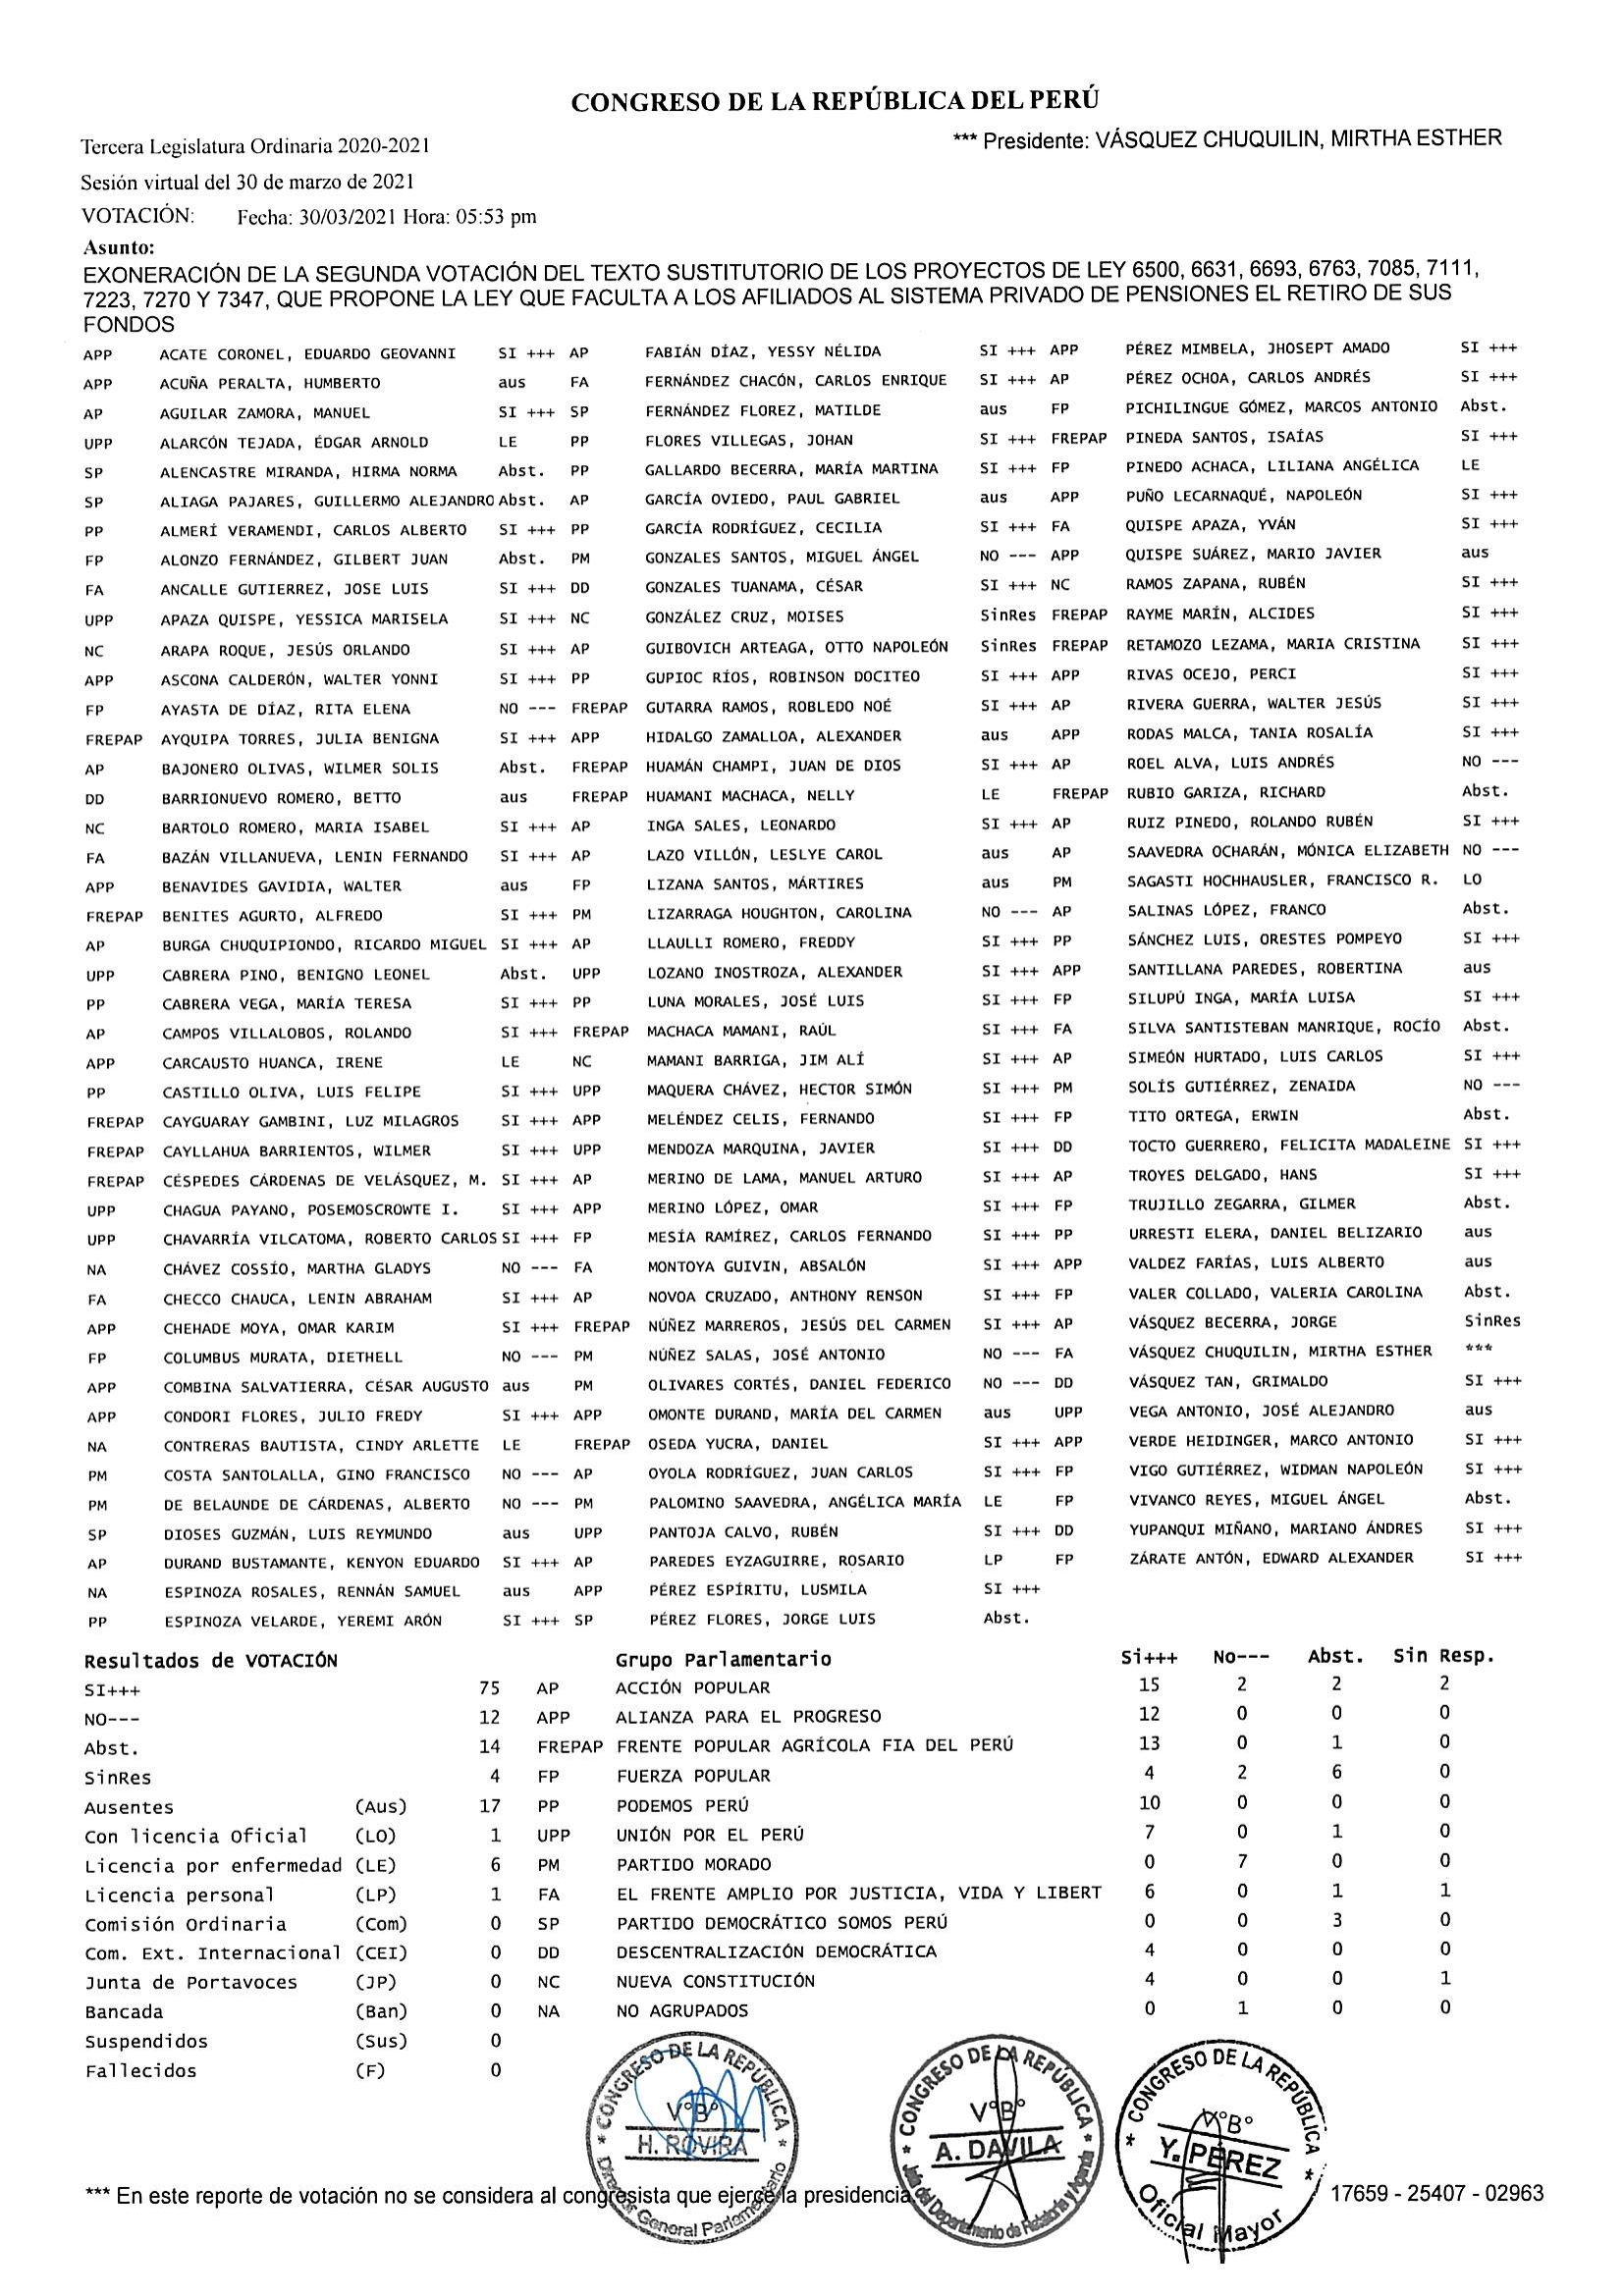 CONGRESO DE LA REPÚBLICA DEL PERÚ
Tercera Legislatura Ordinaria 2020-2021 *** Presidente: VÁSQUEZ CHUQUILIN, MIRTHA ESTHER
Sesión virtual del 30 de marzo de 2021
VOTACIÓN: Fecha: 30/03/2021 Hora: 05:53 pm
Asunto:
EXONERACIÓN DE LA SEGUNDA VOTACIÓN DEL TEXTO SUSTITUTORIO DE LOS PROYECTOS DE LEY 6500, 6631, 6693, 6763, 7085, 7111,
7223, 7270 Y 7347, QUE PROPONE LA LEY QUE FACULTA A LOS AFILIADOS AL SISTEMA PRIVADO DE PENSIONES EL RETIRO DE SUS
FONDOS
APP ACATE CORONEL, EDUARDO GEOVANNI SI +++ AP FABIÁN DÍAZ, YESSY NÉLIDA SI +++ APP PÉREZ MIMBELA, JHOSEPT AMADO SI +++
APP ACUÑA PERALTA, HUMBERTO aus FA FERNÁNDEZ CHACÓN, CARLOS ENRIQUE SI +++ AP PÉREZ OCHOA, CARLOS ANDRÉS SI +++
AP AGUILAR ZAMORA, MANUEL SI +++ SP FERNÁNDEZ FLOREZ, MATILDE aus FP PICHILINGUE GÓMEZ, MARCOS ANTONIO Abst.
UPP ALARCÓN TEJADA, ÉDGAR ARNOLD LE PP FLORES VILLEGAS, JOHAN SI +++ FREPAP PINEDA SANTOS, ISAÍAS SI +++
SP ALENCASTRE MIRANDA, HIRMA NORMA Abst. PP GALLARDO BECERRA, MARÍA MARTINA SI +++ FP PINEDO ACHACA, LILIANA ANGÉLICA LE
SP ALIAGA PAJARES, GUILLERMO ALEJANDRO Abst. AP GARCÍA OVIEDO, PAUL GABRIEL aus APP PUÑO LECARNAQUÉ, NAPOLEÓN SI +++
PP ALMERÍ VERAMENDI, CARLOS ALBERTO SI +++ PP GARCÍA RODRÍGUEZ, CECILIA SI +++ FA QUISPE APAZA, YVÁN SI +++
FP ALONZO FERNÁNDEZ, GILBERT JUAN Abst. PM GONZALES SANTOS, MIGUEL ÁNGEL NO --- APP QUISPE SUÁREZ, MARIO JAVIER aus
FA ANCALLE GUTIERREZ, JOSE LUIS SI +++ DD GONZALES TUANAMA, CÉSAR SI +++ NC RAMOS ZAPANA, RUBÉN SI +++
UPP APAZA QUISPE, YESSICA MARISELA SI +++ NC GONZÁLEZ CRUZ, MOISES SinRes FREPAP RAYME MARÍN, ALCIDES SI +++
NC ARAPA ROQUE, JESÚS ORLANDO SI +++ AP GUIBOVICH ARTEAGA, OTTO NAPOLEÓN SinRes FREPAP RETAMOZO LEZAMA, MARIA CRISTINA SI +++
APP ASCONA CALDERÓN, WALTER YONNI SI +++ PP GUPIOC RÍOS, ROBINSON DOCITEO SI +++ APP RIVAS OCEJO, PERCI SI +++
FP AYASTA DE DÍAZ, RITA ELENA NO --- FREPAP GUTARRA RAMOS, ROBLEDO NOÉ SI +++ AP RIVERA GUERRA, WALTER JESÚS SI +++
FREPAP AYQUIPA TORRES, JULIA BENIGNA SI +++ APP HIDALGO ZAMALLOA, ALEXANDER aus APP RODAS MALCA, TANIA ROSALÍA SI +++
AP BAJONERO OLIVAS, WILMER SOLIS Abst. FREPAP HUAMÁN CHAMPI, JUAN DE DIOS SI +++ AP ROEL ALVA, LUIS ANDRÉS NO ---
DD BARRIONUEVO ROMERO, BETTO aus FREPAP HUAMANI MACHACA, NELLY LE FREPAP RUBIO GARIZA, RICHARD Abst.
NC BARTOLO ROMERO, MARIA ISABEL SI +++ AP INGA SALES, LEONARDO SI +++ AP RUIZ PINEDO, ROLANDO RUBÉN SI +++
FA BAZÁN VILLANUEVA, LENIN FERNANDO SI +++ AP LAZO VILLÓN, LESLYE CAROL aus AP SAAVEDRA OCHARÁN, MÓNICA ELIZABETH NO ---
APP BENAVIDES GAVIDIA, WALTER aus FP LIZANA SANTOS, MÁRTIRES aus PM SAGASTI HOCHHAUSLER, FRANCISCO R. LO
FREPAP BENITES AGURTO, ALFREDO SI +++ PM LIZARRAGA HOUGHTON, CAROLINA NO --- AP SALINAS LÓPEZ, FRANCO Abst.
AP BURGA CHUQUIPIONDO, RICARDO MIGUEL SI +++ AP LLAULLI ROMERO, FREDDY SI +++ PP SÁNCHEZ LUIS, ORESTES POMPEYO SI +++
UPP CABRERA PINO, BENIGNO LEONEL Abst. UPP LOZANO INOSTROZA, ALEXANDER SI +++ APP SANTILLANA PAREDES, ROBERTINA aus
PP CABRERA VEGA, MARÍA TERESA SI +++ PP LUNA MORALES, JOSÉ LUIS SI +++ FP SILUPÚ INGA, MARÍA LUISA SI +++
AP CAMPOS VILLALOBOS, ROLANDO SI +++ FREPAP MACHACA MAMANI, RAÚL SI +++ FA SILVA SANTISTEBAN MANRIQUE, ROCÍO Abst.
APP CARCAUSTO HUANCA, IRENE LE NC MAMANI BARRIGA, JIM ALÍ SI +++ AP SIMEÓN HURTADO, LUIS CARLOS SI +++
PP CASTILLO OLIVA, LUIS FELIPE SI +++ UPP MAQUERA CHÁVEZ, HECTOR SIMÓN SI +++ PM SOLÍS GUTIÉRREZ, ZENAIDA NO ---
FREPAP CAYGUARAY GAMBINI, LUZ MILAGROS SI +++ APP MELÉNDEZ CELIS, FERNANDO SI +++ FP TITO ORTEGA, ERWIN Abst.
FREPAP CAYLLAHUA BARRIENTOS, WILMER SI +++ UPP MENDOZA MARQUINA, JAVIER SI +++ DD TOCTO GUERRERO, FELICITA MADALEINE SI +++
FREPAP CÉSPEDES CÁRDENAS DE VELÁSQUEZ, M. SI +++ AP MERINO DE LAMA, MANUEL ARTURO SI +++ AP TROYES DELGADO, HANS SI +++
UPP CHAGUA PAYANO, POSEMOSCROWTE I. SI +++ APP MERINO LÓPEZ, OMAR SI +++ FP TRUJILLO ZEGARRA, GILMER Abst.
UPP CHAVARRÍA VILCATOMA, ROBERTO CARLOS SI +++ FP MESÍA RAMÍREZ, CARLOS FERNANDO SI +++ PP URRESTI ELERA, DANIEL BELIZARIO aus
NA CHÁVEZ COSSÍO, MARTHA GLADYS NO --- FA MONTOYA GUIVIN, ABSALÓN SI +++ APP VALDEZ FARÍAS, LUIS ALBERTO aus
FA CHECCO CHAUCA, LENIN ABRAHAM SI +++ AP NOVOA CRUZADO, ANTHONY RENSON SI +++ FP VALER COLLADO, VALERIA CAROLINA Abst.
APP CHEHADE MOYA, OMAR KARIM SI +++ FREPAP NÚÑEZ MARREROS, JESÚS DEL CARMEN SI +++ AP VÁSQUEZ BECERRA, JORGE SinRes
FP COLUMBUS MURATA, DIETHELL NO --- PM NÚÑEZ SALAS, JOSÉ ANTONIO NO --- FA VÁSQUEZ CHUQUILIN, MIRTHA ESTHER ***
APP COMBINA SALVATIERRA, CÉSAR AUGUSTO aus PM OLIVARES CORTÉS, DANIEL FEDERICO NO --- DD VÁSQUEZ TAN, GRIMALDO SI +++
APP CONDORI FLORES, JULIO FREDY SI +++ APP OMONTE DURAND, MARÍA DEL CARMEN aus UPP VEGA ANTONIO, JOSÉ ALEJANDRO aus
NA CONTRERAS BAUTISTA, CINDY ARLETTE LE FREPAP OSEDA YUCRA, DANIEL SI +++ APP VERDE HEIDINGER, MARCO ANTONIO SI +++
PM COSTA SANTOLALLA, GINO FRANCISCO NO --- AP OYOLA RODRÍGUEZ, JUAN CARLOS SI +++ FP VIGO GUTIÉRREZ, WIDMAN NAPOLEÓN SI +++
PM DE BELAUNDE DE CÁRDENAS, ALBERTO NO --- PM PALOMINO SAAVEDRA, ANGÉLICA MARÍA LE FP VIVANCO REYES, MIGUEL ÁNGEL Abst.
SP DIOSES GUZMÁN, LUIS REYMUNDO aus UPP PANTOJA CALVO, RUBÉN SI +++ DD YUPANQUI MIÑANO, MARIANO ÁNDRES SI +++
AP DURAND BUSTAMANTE, KENYON EDUARDO SI +++ AP PAREDES EYZAGUIRRE, ROSARIO LP FP ZÁRATE ANTÓN, EDWARD ALEXANDER SI +++
NA ESPINOZA ROSALES, RENNÁN SAMUEL aus APP PÉREZ ESPÍRITU, LUSMILA SI +++
PP ESPINOZA VELARDE, YEREMI ARÓN SI +++ SP PÉREZ FLORES, JORGE LUIS Abst.
Resultados de VOTACIÓN Grupo Parlamentario Si+++ No--- Abst. Sin Resp.
SI+++ 75 AP ACCIÓN POPULAR 15 2 2 2
NO--- 12 APP ALIANZA PARA EL PROGRESO 12 0 0 0
Abst. 14 FREPAP FRENTE POPULAR AGRÍCOLA FIA DEL PERÚ 13 0 1 0
SinRes 4 FP FUERZA POPULAR 4 2 6 0
Ausentes (Aus) 17 PP PODEMOS PERÚ 10 0 0 0
Con licencia Oficial (LO) 1 UPP UNIÓN POR EL PERÚ 7 0 1 0
Licencia por enfermedad (LE) 6 PM PARTIDO MORADO 0 7 0 0
Licencia personal (LP) 1 FA EL FRENTE AMPLIO POR JUSTICIA, VIDA Y LIBERT 6 0 1 1
Comisión Ordinaria (Com) 0 SP PARTIDO DEMOCRÁTICO SOMOS PERÚ 0 0 3 0
Com. Ext. Internacional (CEI) 0 DD DESCENTRALIZACIÓN DEMOCRÁTICA 4 0 0 0
Junta de Portavoces (JP) 0 NC NUEVA CONSTITUCIÓN 4 0 0 1
Bancada (Ban) 0 NA NO AGRUPADOS 0 1 0 0
Suspendidos (Sus) 0
Fallecidos (F) 0
* CONGRESO DE LA REPÚBLICA *
V°B°
H. ROVIRA
Director General Parlamentario
* CONGRESO DE LA REPÚBLICA *
V°B°
A. DAVILA
Jefa del Departamento de Relatoría y Agenda
* CONGRESO DE LA REPÚBLICA *
V°B°
Y. PÉREZ
Oficial Mayor
*** En este reporte de votación no se considera al congresista que ejerce la presidencia 17659 - 25407 - 02963